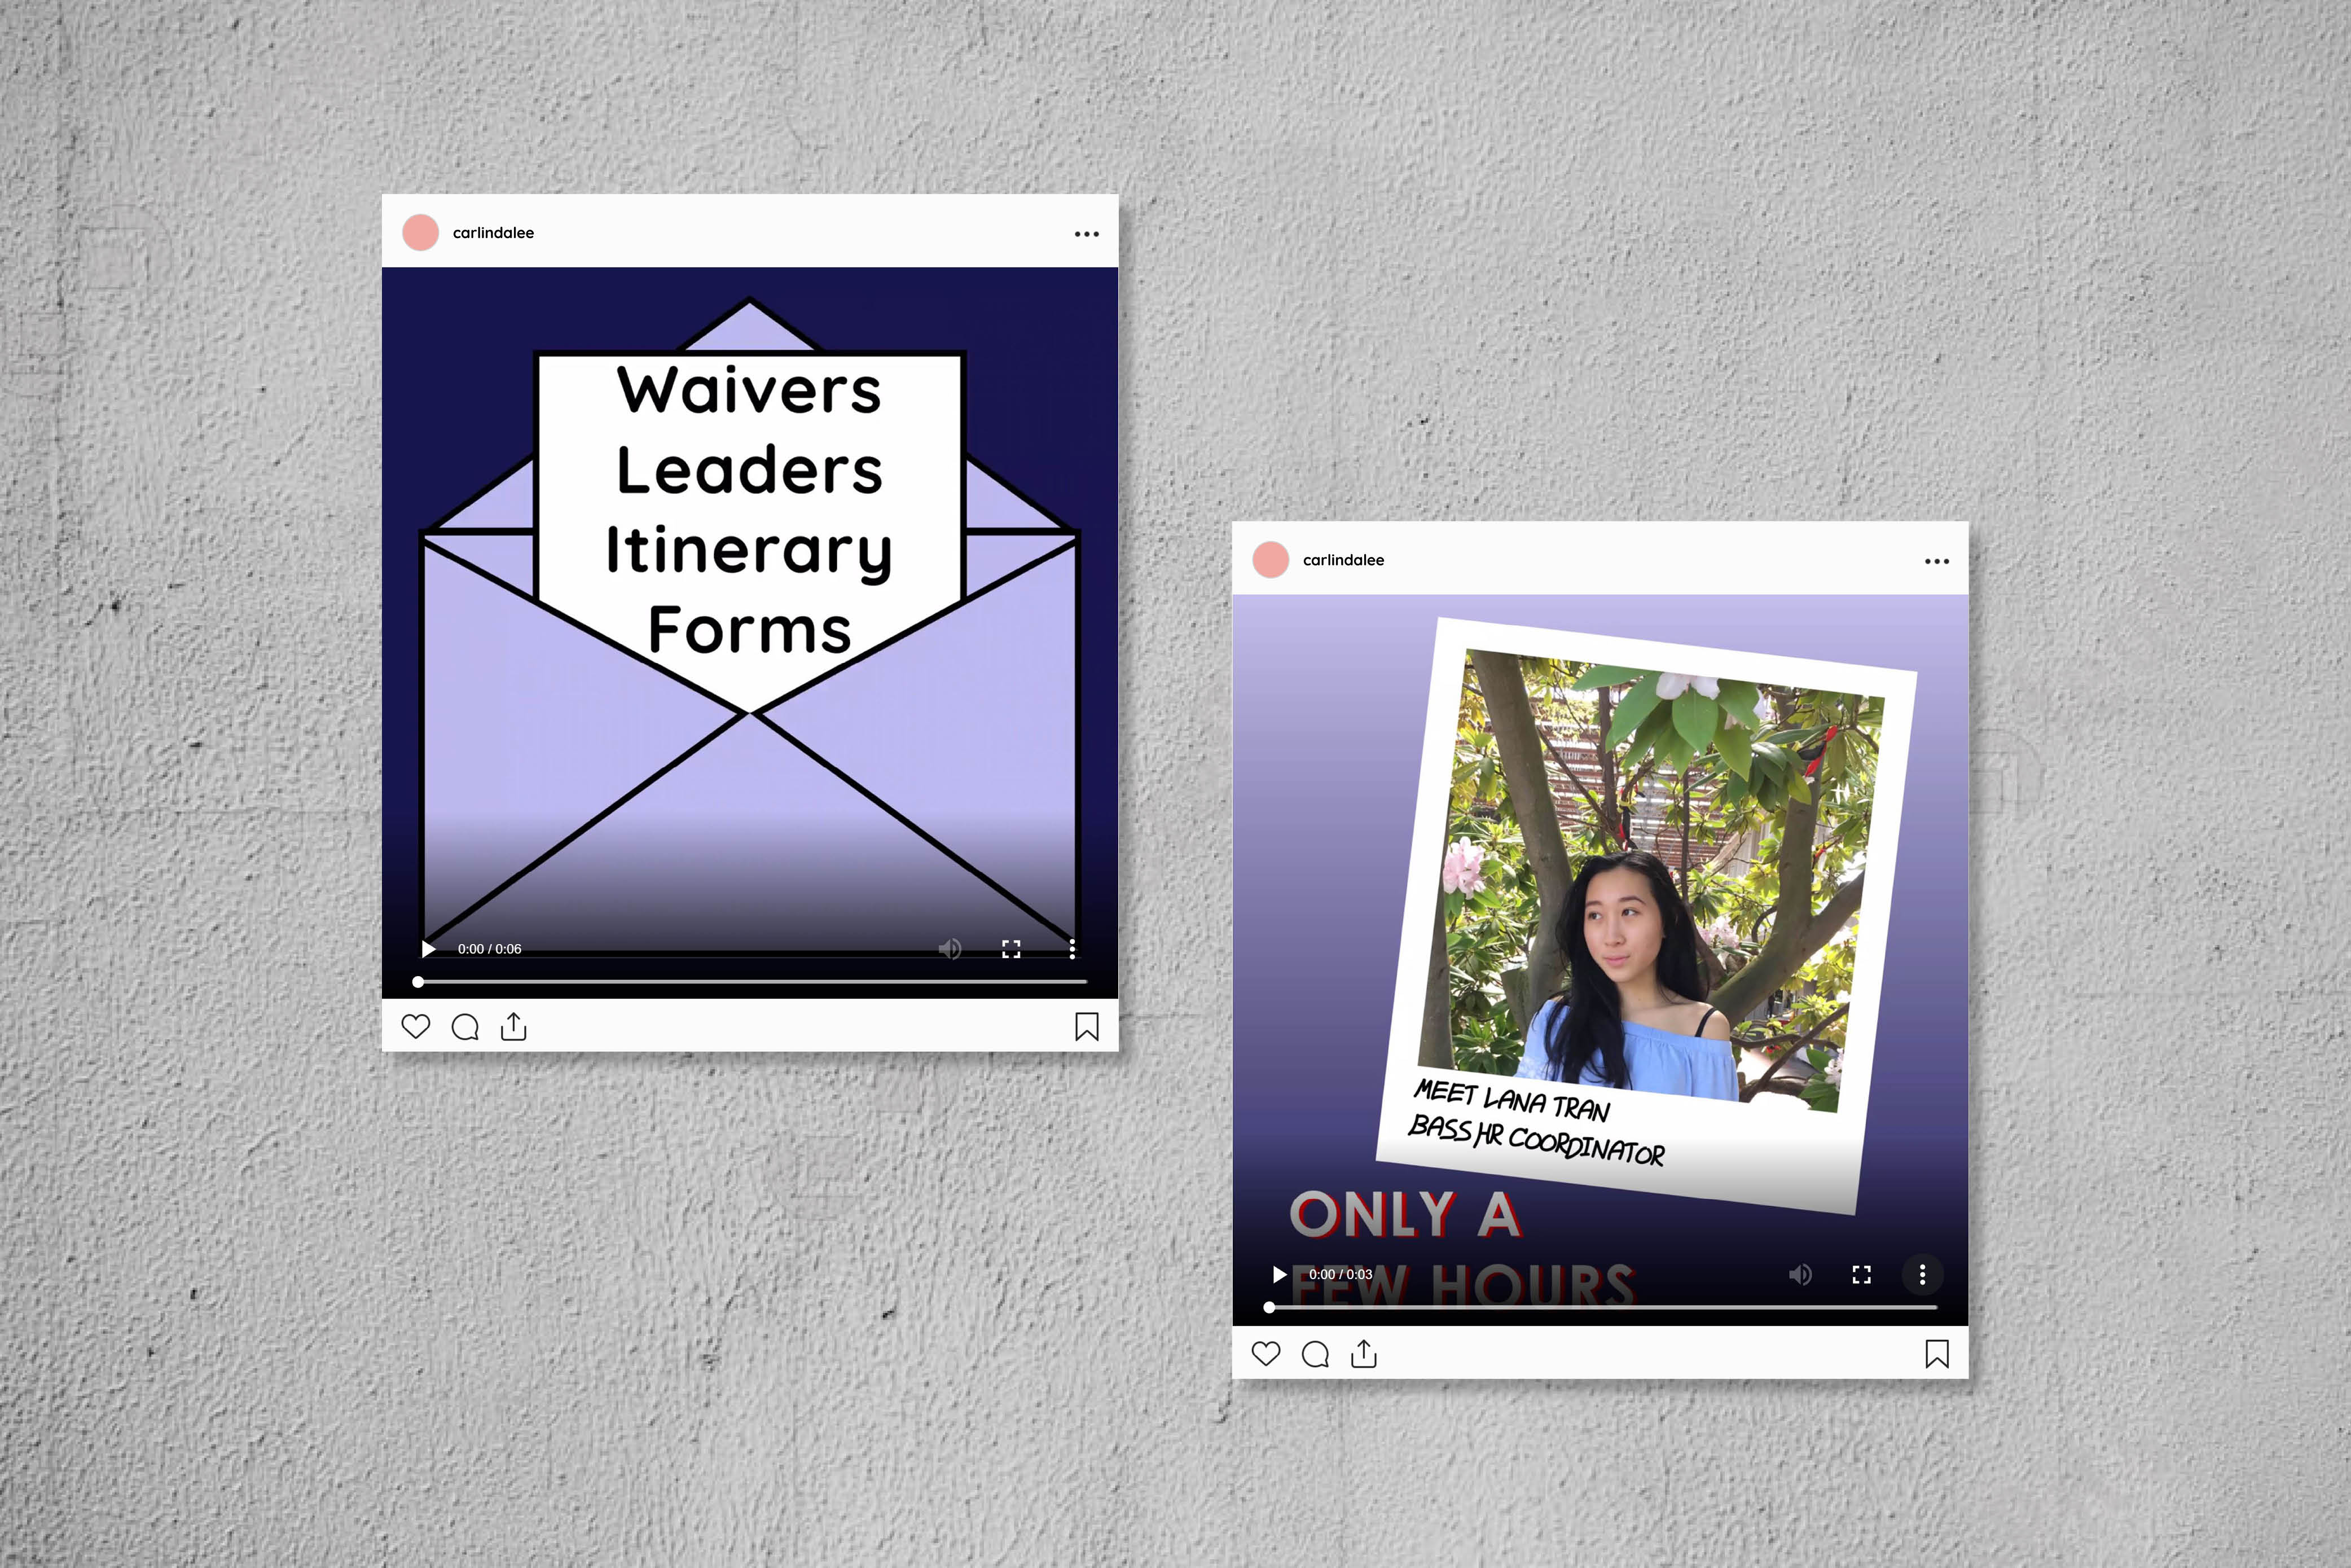 carlindalee
Waivers
Leaders
Itinerary
Forms
0:00 / 0:06
carlindalee
MEET LANA TRAN
BASS HR COORDINATOR
ONLY A
FEW HOURS
0:00 / 0:03